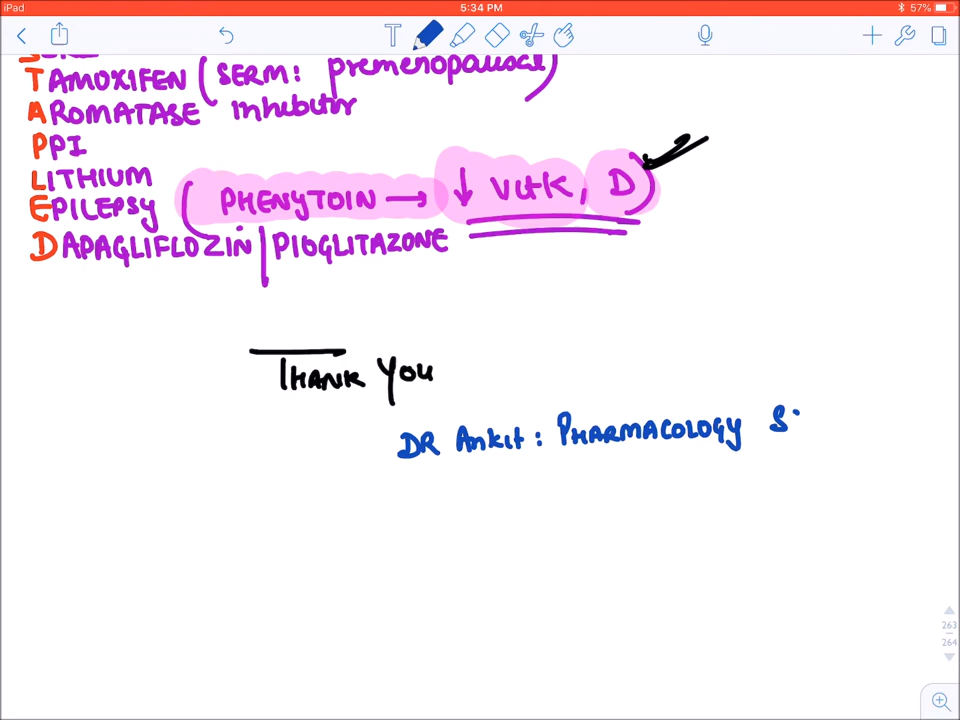 iPad 5:34 PM 57%
TAMOXIFEN (SERM: premenopausal)
AROMATASE inhibitor
PPI
LITHIUM
EPILEPSY (PHENYTOIN → ↓ Vit K, D)
DAPAGLIFLOZIN | PIOGLITAZONE
THANK YOU
DR Ankit: PHARMACOLOGY S
263
264